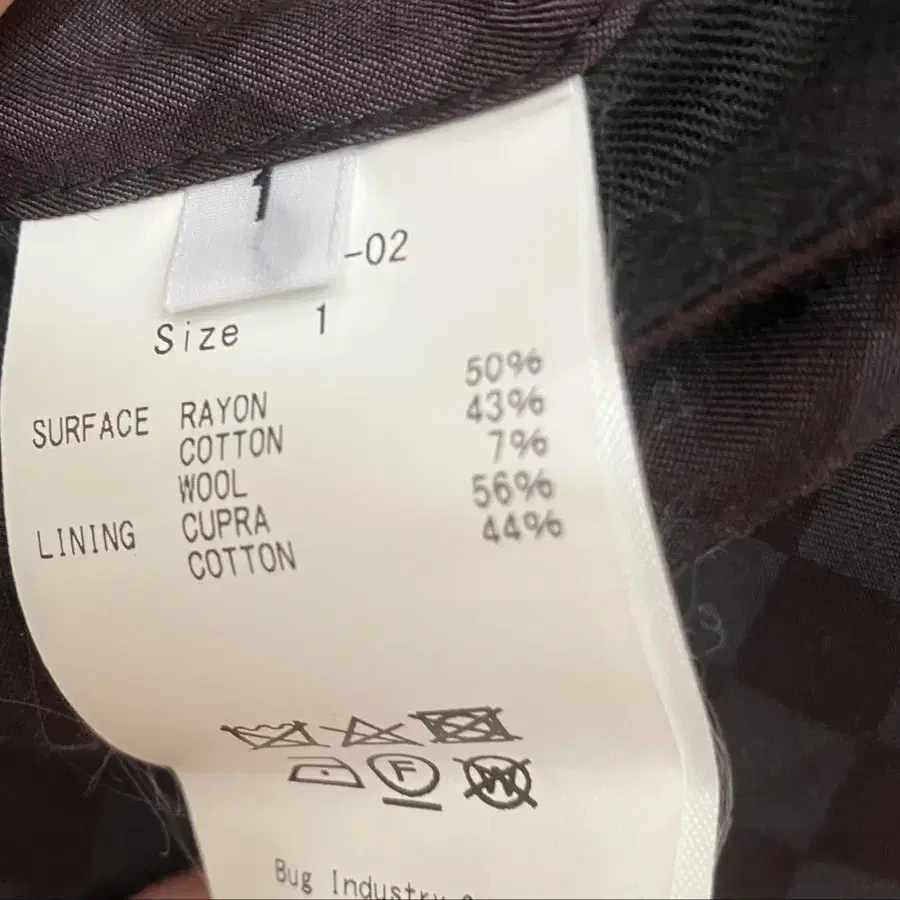 1
-02
Size 1
SURFACE RAYON 50%
COTTON 43%
WOOL 7%
LINING CUPRA 56%
COTTON 44%
F
W
Bug Industry